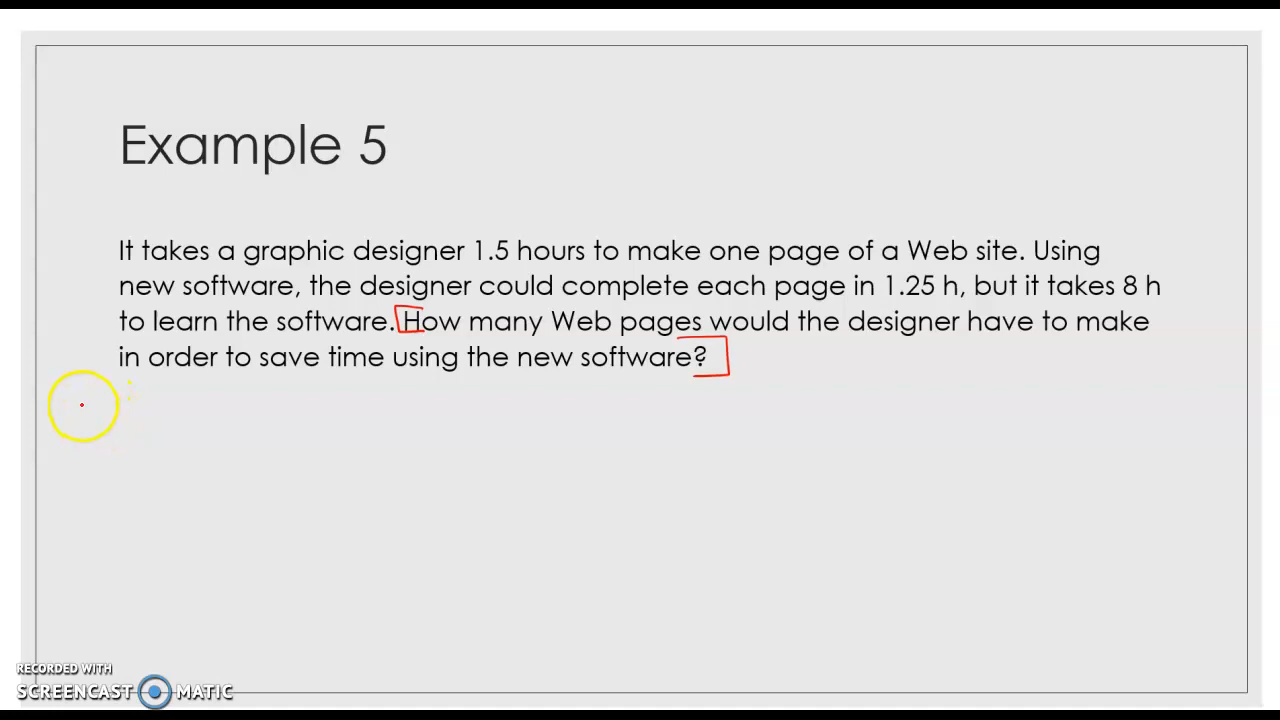 Example 5
It takes a graphic designer 1.5 hours to make one page of a Web site. Using
new software, the designer could complete each page in 1.25 h, but it takes 8 h
to learn the software. How many Web pages would the designer have to make
in order to save time using the new software?
RECORDED WITH
SCREENCAST MATIC